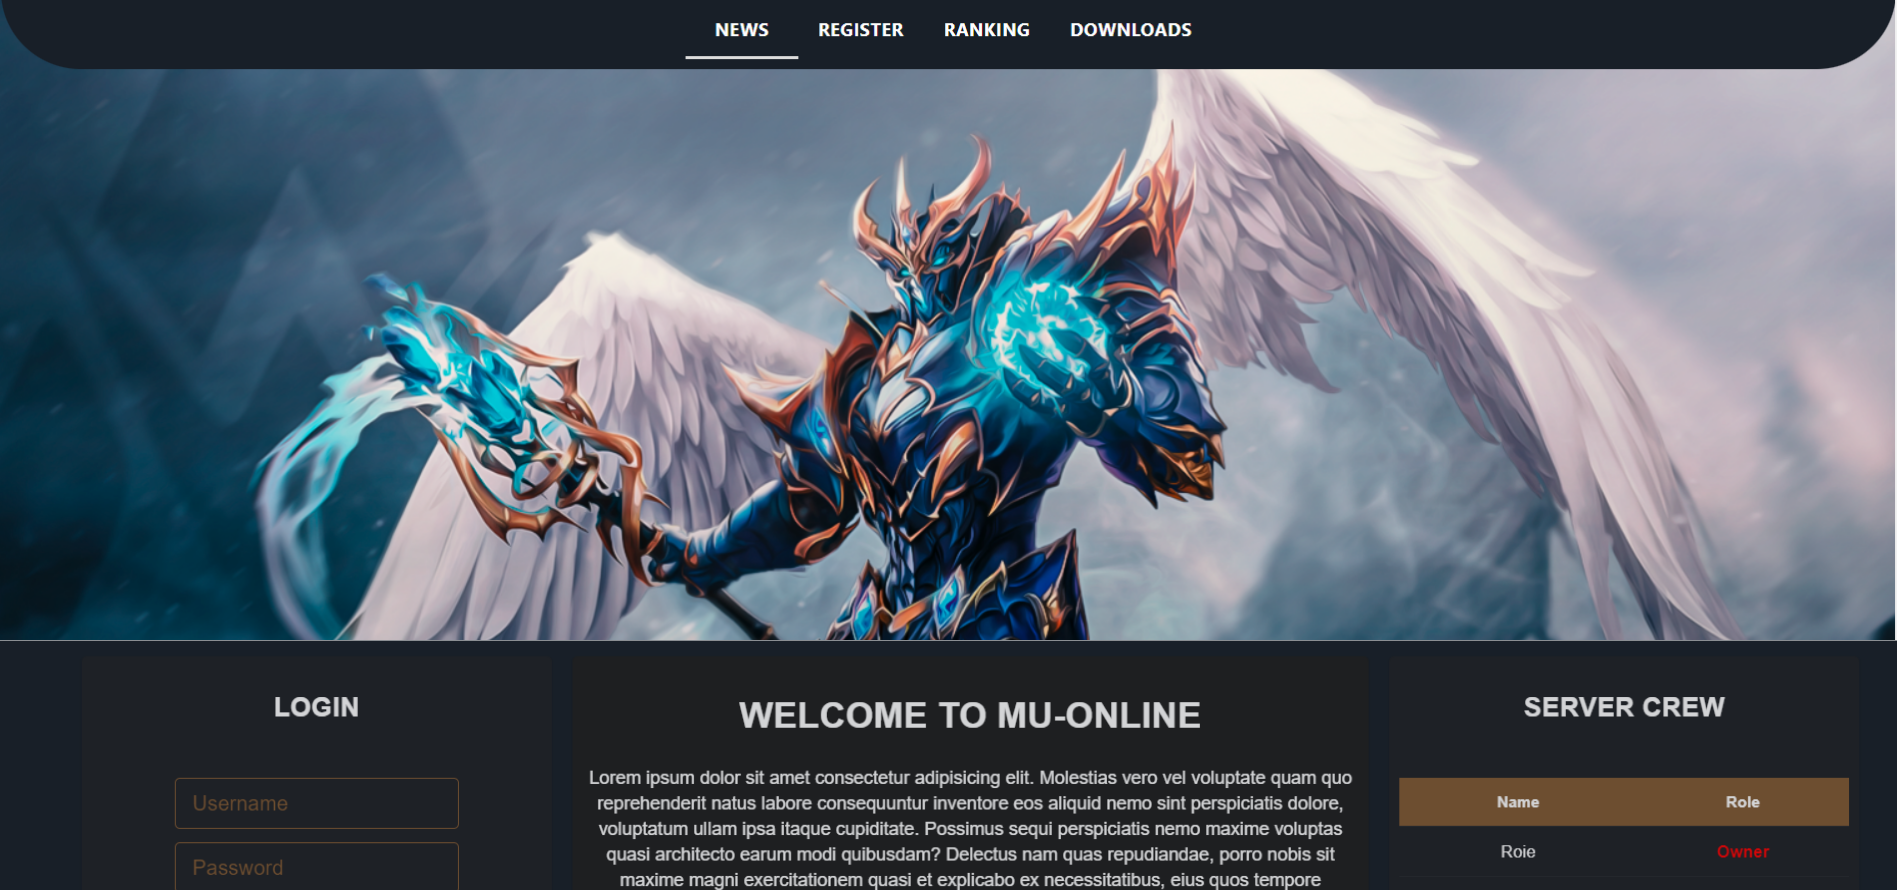 NEWS REGISTER RANKING DOWNLOADS
LOGIN
Username
Password
WELCOME TO MU-ONLINE
Lorem ipsum dolor sit amet consectetur adipisicing elit. Molestias vero vel voluptate quam quo
reprehenderit natus labore consequuntur inventore eos aliquid nemo sint perspiciatis dolore,
voluptatum ullam ipsa itaque cupiditate. Possimus sequi perspiciatis nemo maxime voluptas
quasi architecto earum modi quibusdam? Delectus nam quas repudiandae, porro nobis sit
maxime magni exercitationem quasi et explicabo ex necessitatibus, eius quos tempore
SERVER CREW
Name Role
Roie Owner